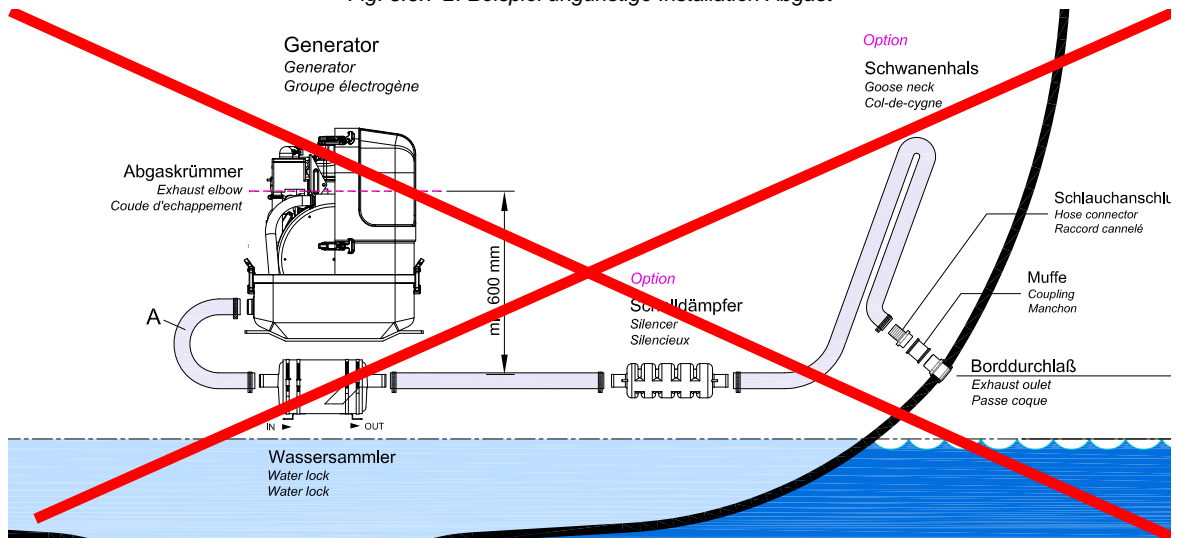 Generator
Generator
Groupe électrogène
Option
Schwanenhals
Goose neck
Col-de-cygne
Abgaskrümmer
Exhaust elbow
Coude d'echappement
Schlauchanschlu
Hose connector
Raccord cannelé
600 mm
Option
Schalldämpfer
Silencer
Silencieux
Muffe
Coupling
Manchon
A
Borddurchlaß
Exhaust oulet
Passe coque
IN
OUT
Wassersammler
Water lock
Water lock